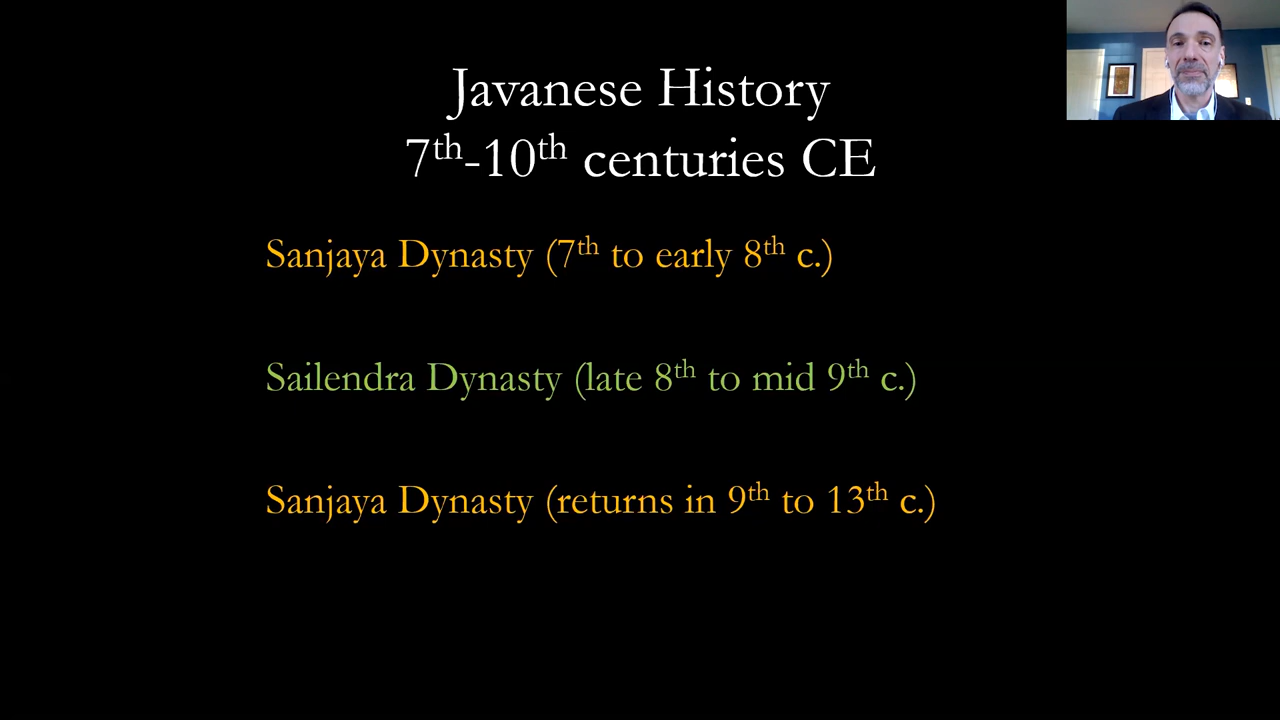 Javanese History
7th-10th centuries CE
Sanjaya Dynasty (7th to early 8th c.)
Sailendra Dynasty (late 8th to mid 9th c.)
Sanjaya Dynasty (returns in 9th to 13th c.)